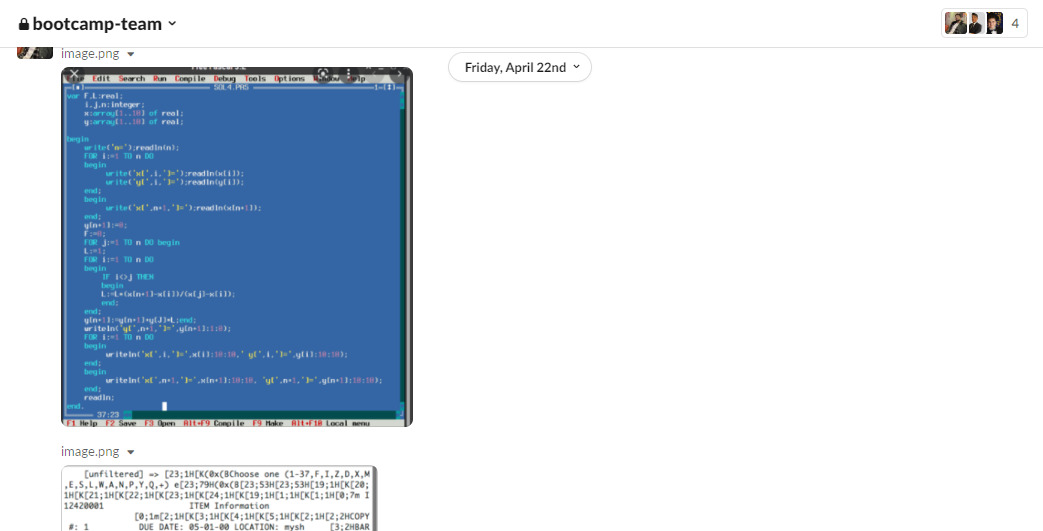 bootcamp-team
4
image.png
Friday, April 22nd
File Edit Search Run Compile Debug Tools Options Window Help
SOL4.PAS
1=[↕]
var F,L:real;
i,j,n:integer;
x:array[1..10] of real;
y:array[1..10] of real;
begin
write('n=');readln(n);
FOR i:=1 TO n DO
begin
write('x[',i,']=');readln(x[i]);
write('y[',i,']=');readln(y[i]);
end;
begin
write('x[',n+1,']=');readln(x[n+1]);
end;
y[n+1]:=0;
F:=0;
FOR j:=1 TO n DO begin
L:=1;
FOR i:=1 TO n DO
begin
IF i<>j THEN
begin
L:=L*(x[n+1]-x[i])/(x[j]-x[i]);
end;
end;
y[n+1]:=y[n+1]+y[J]*L;end;
writeln('y[',n+1,']=',y[n+1]:1:0);
FOR i:=1 TO n DO
begin
writeln('x[',i,']=',x[i]:10:10,' y[',i,']=',y[i]:10:10);
end;
begin
writeln('x[',n+1,']=',x[n+1]:10:10, 'y[',n+1,']=',y[n+1]:10:10);
end;
readln;
end.
37:23
F1 Help F2 Save F3 Open Alt+F9 Compile F9 Make Alt+F10 Local menu
image.png
[unfiltered] => [23;1H[K(0x(BChoose one (1-37,F,I,Z,D,X,M
,E,S,L,W,A,N,P,Y,Q,+) e[23;79H(0x(8[23;53H[23;53H[19;1H[K[20;
1H[K[21;1H[K[22;1H[K[23;1H[K[24;1H[K[19;1H[1;1H[K[1;1H[0;7m I
12420001 ITEM Information
[0;1m[2;1H[K[3;1H[K[4;1H[K[5;1H[K[2;1H[2;2HCOPY
#: 1 DUE DATE: 05-01-00 LOCATION: mysh [3;2HBAR